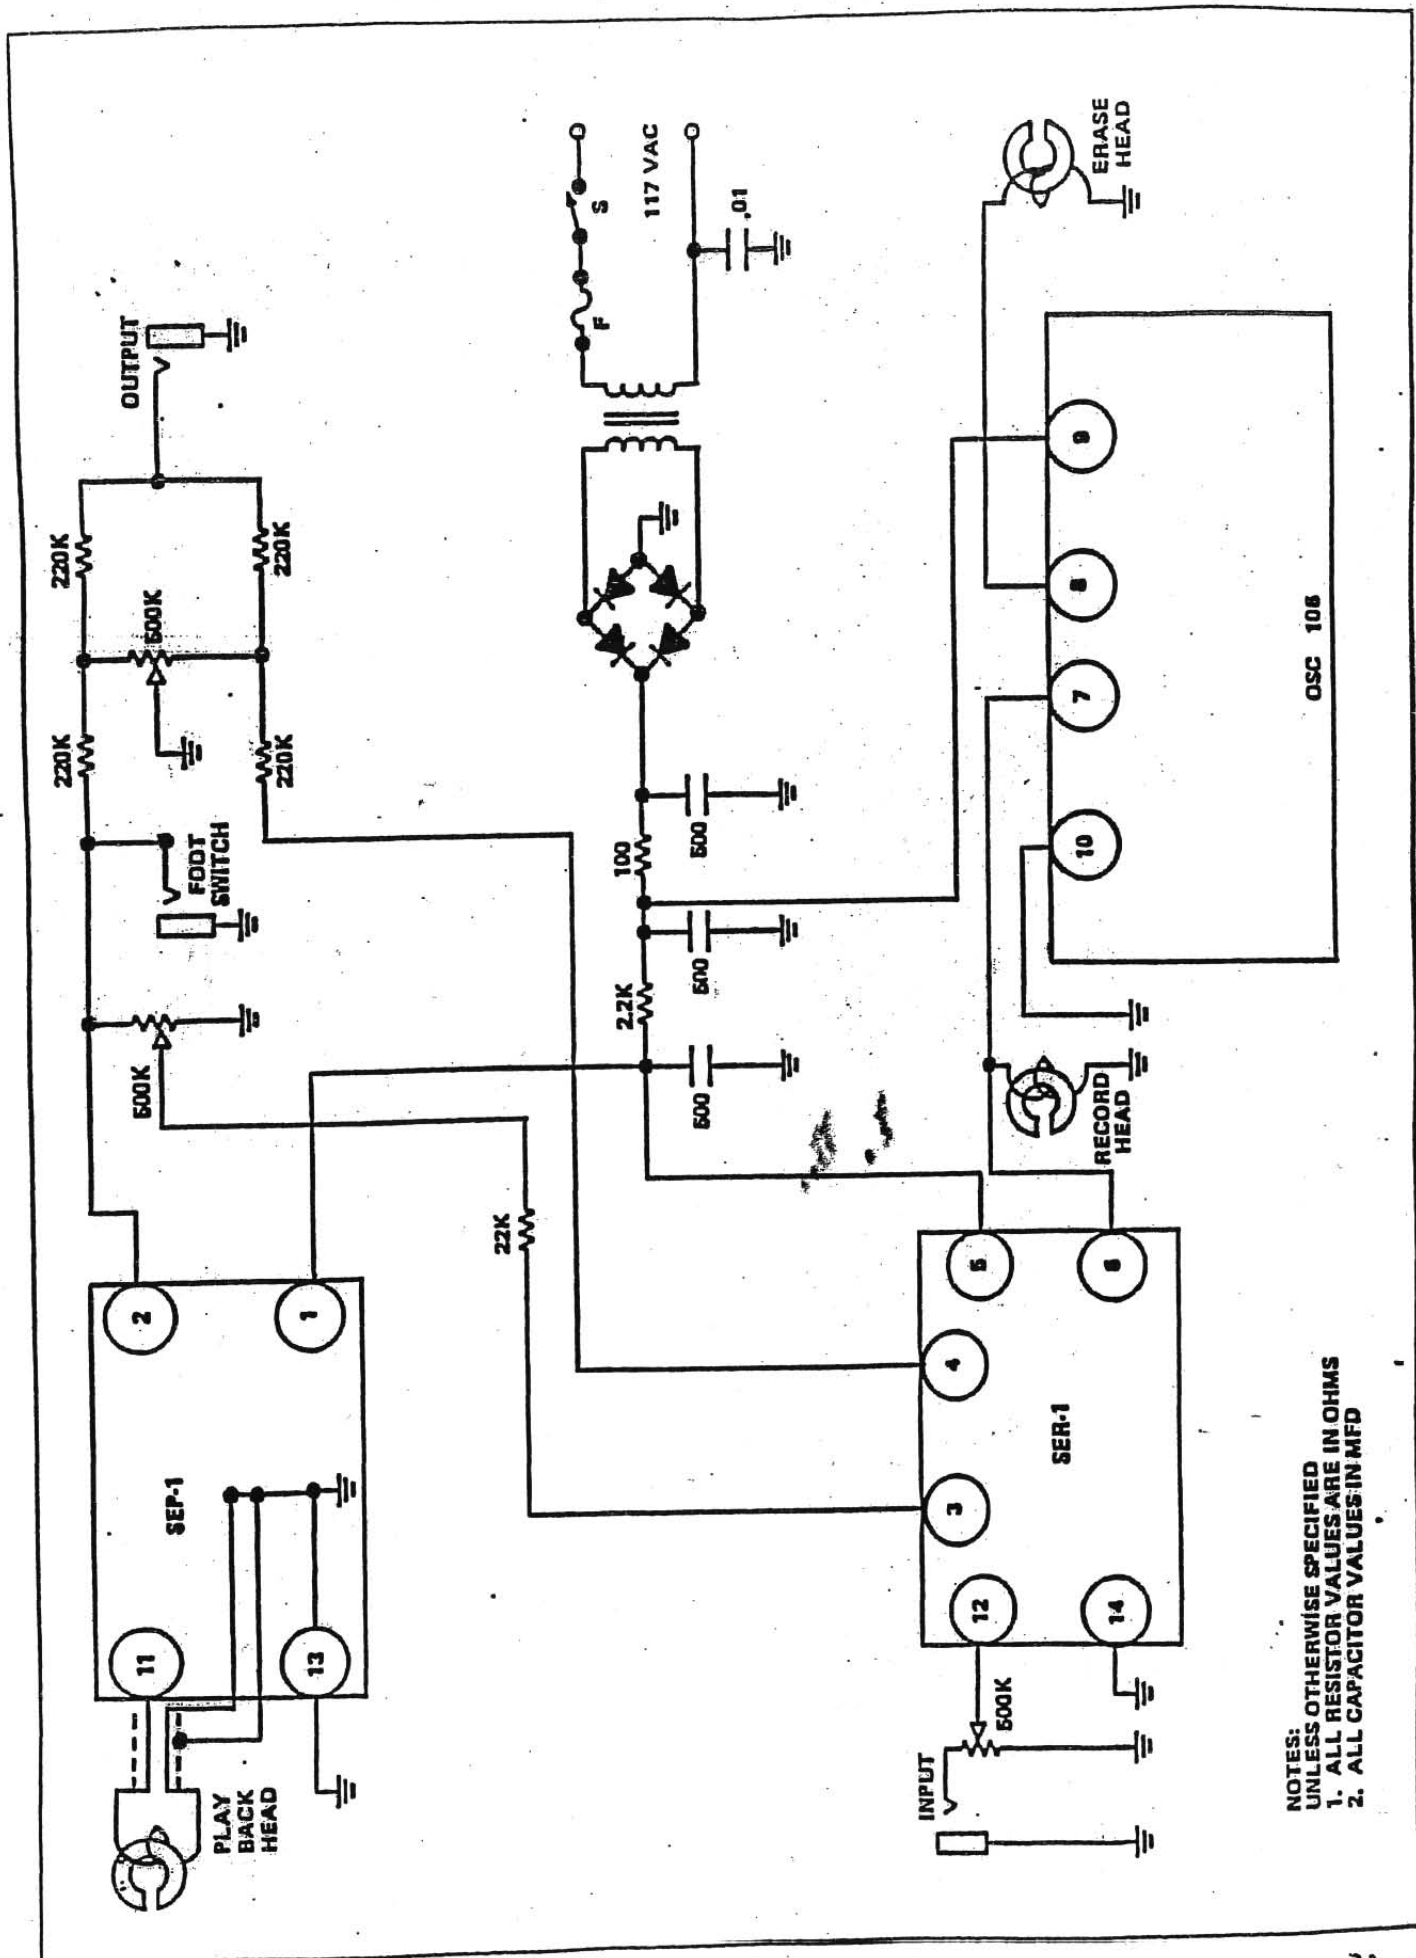 PLAY
BACK
HEAD
11
13
SEP-1
2
1
500K
FOOT
SWITCH
220K
220K
500K
220K
220K
OUTPUT
22K
2.2K
100
500
500
500
F
S
117 VAC
.01
INPUT
500K
12
14
3
4
5
6
SER-1
RECORD
HEAD
10
7
8
9
OSC 106
ERASE
HEAD
NOTES:
UNLESS OTHERWISE SPECIFIED
1. ALL RESISTOR VALUES ARE IN OHMS
2. ALL CAPACITOR VALUES IN MFD